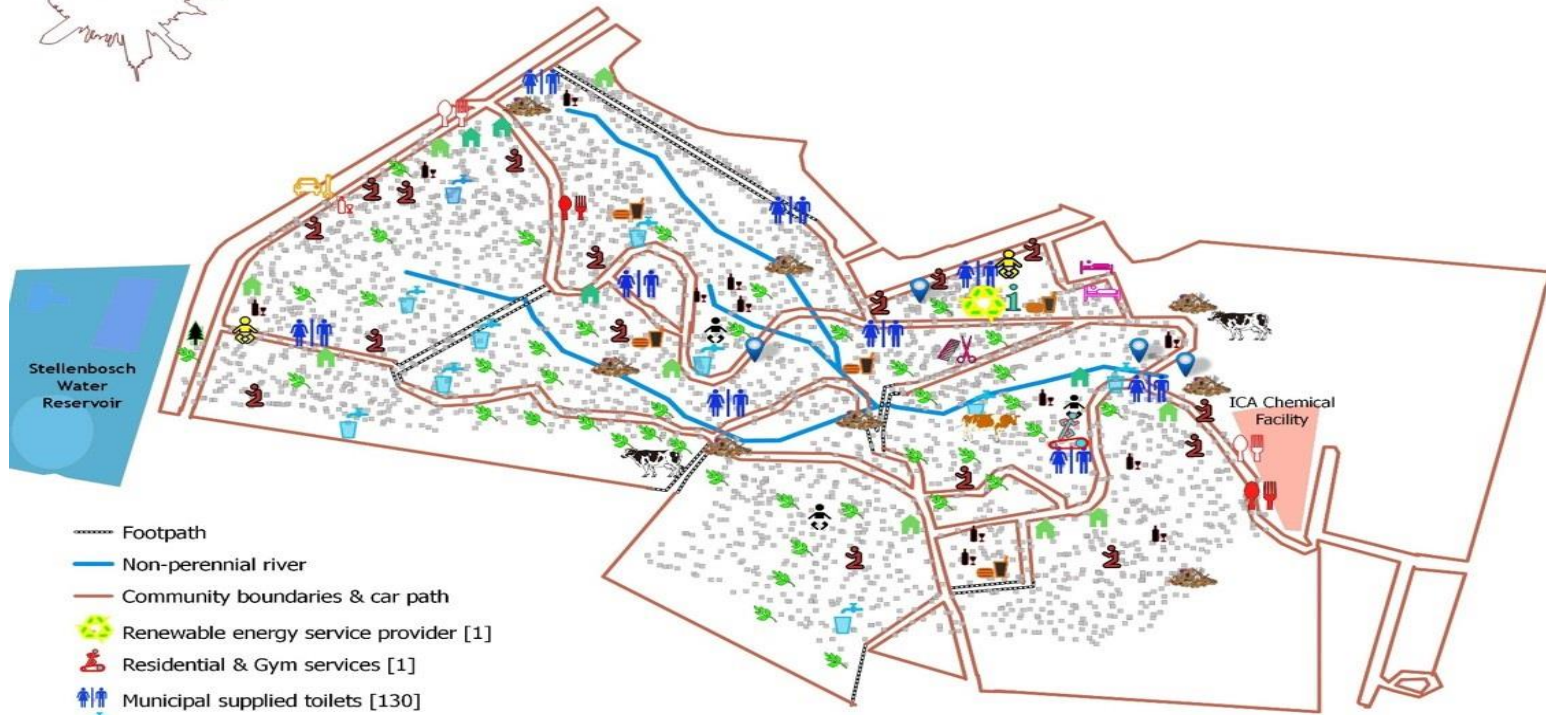 Stellenbosch
Water
Reservoir
ICA Chemical
Facility
Footpath
Non-perennial river
Community boundaries & car path
Renewable energy service provider [1]
Residential & Gym services [1]
Municipal supplied toilets [130]